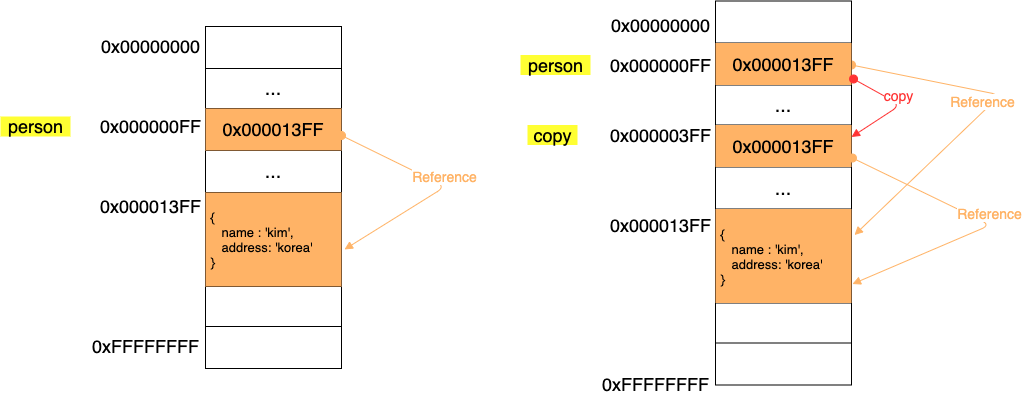 0x00000000
...
person
0x000000FF
0x000013FF
...
Reference
0x000013FF
{
name : 'kim',
address: 'korea'
}
0xFFFFFFFF
0x00000000
person
0x000000FF
0x000013FF
copy
Reference
...
copy
0x000003FF
0x000013FF
...
Reference
0x000013FF
{
name : 'kim',
address: 'korea'
}
0xFFFFFFFF